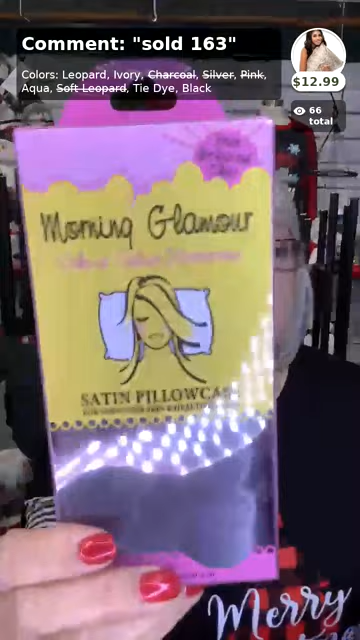 Comment: "sold 163"
Colors: Leopard, Ivory, Charcoal, Silver, Pink,
Aqua, Soft Leopard, Tie Dye, Black
$12.99
66
total
Morning Glamour
SATIN PILLOWCASE
Merry